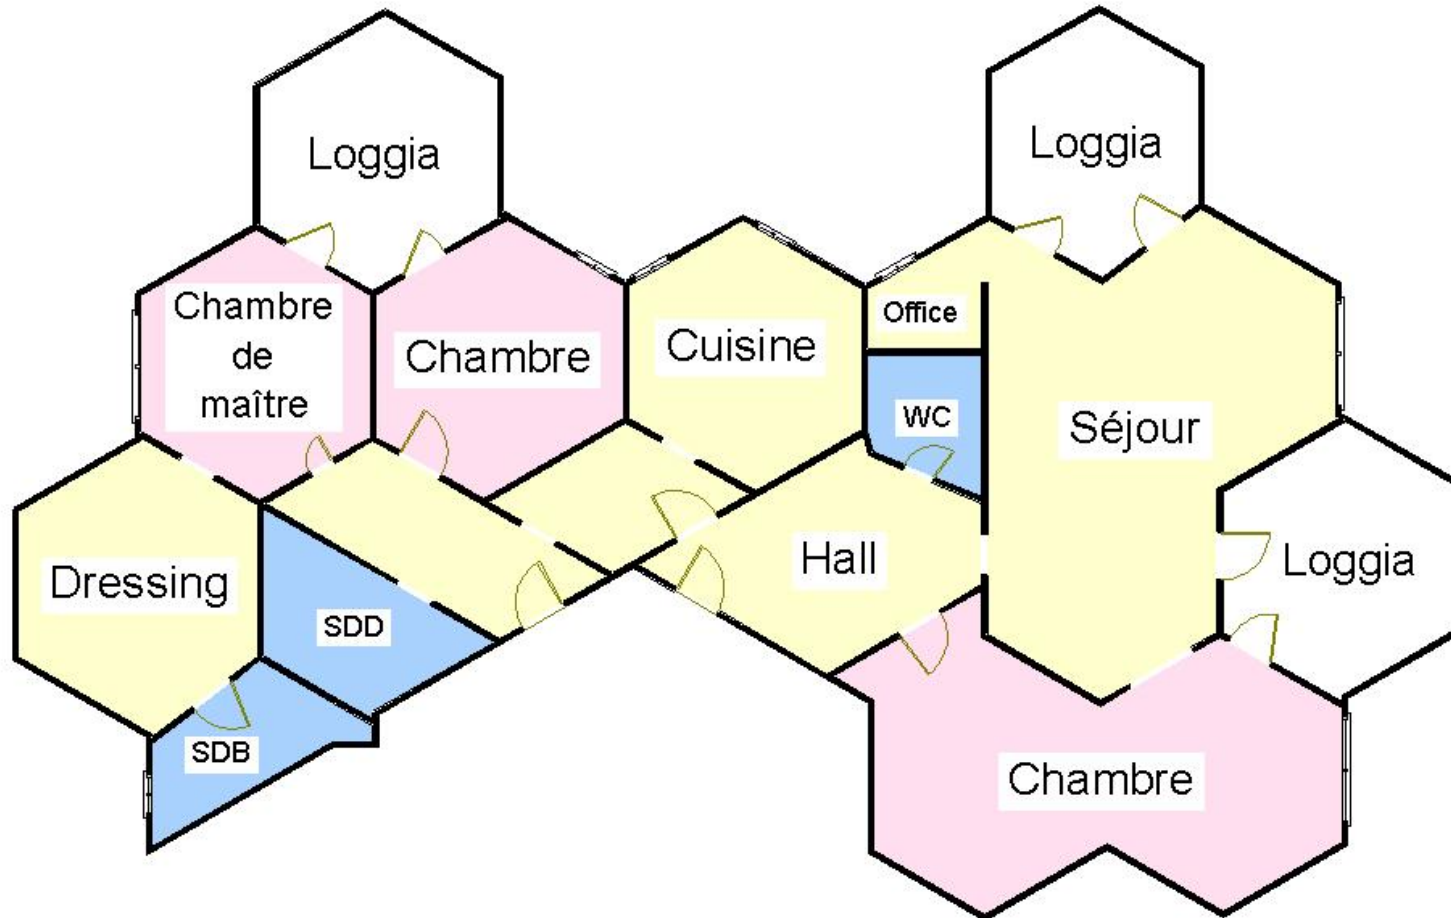 Loggia
Loggia
Chambre
de
maître
Chambre
Cuisine
Office
WC
Séjour
Dressing
SDD
Hall
Loggia
SDB
Chambre